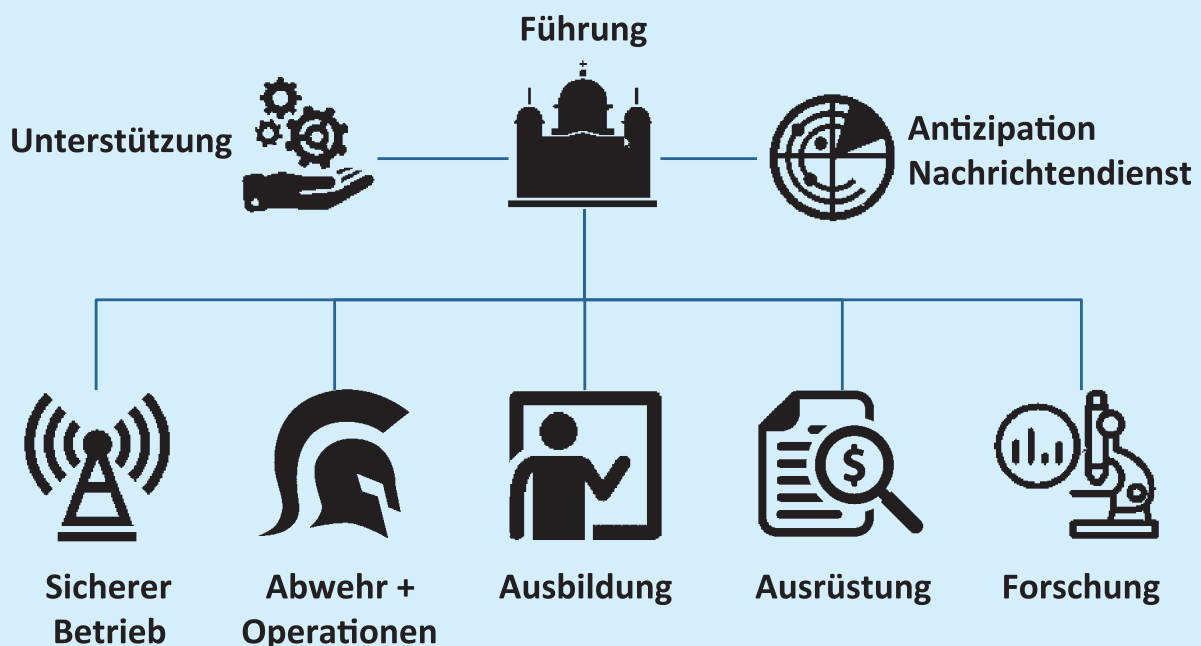 Führung
Unterstützung
Antizipation
Nachrichtendienst
$
Sicherer
Betrieb
Abwehr +
Operationen
Ausbildung
Ausrüstung
Forschung